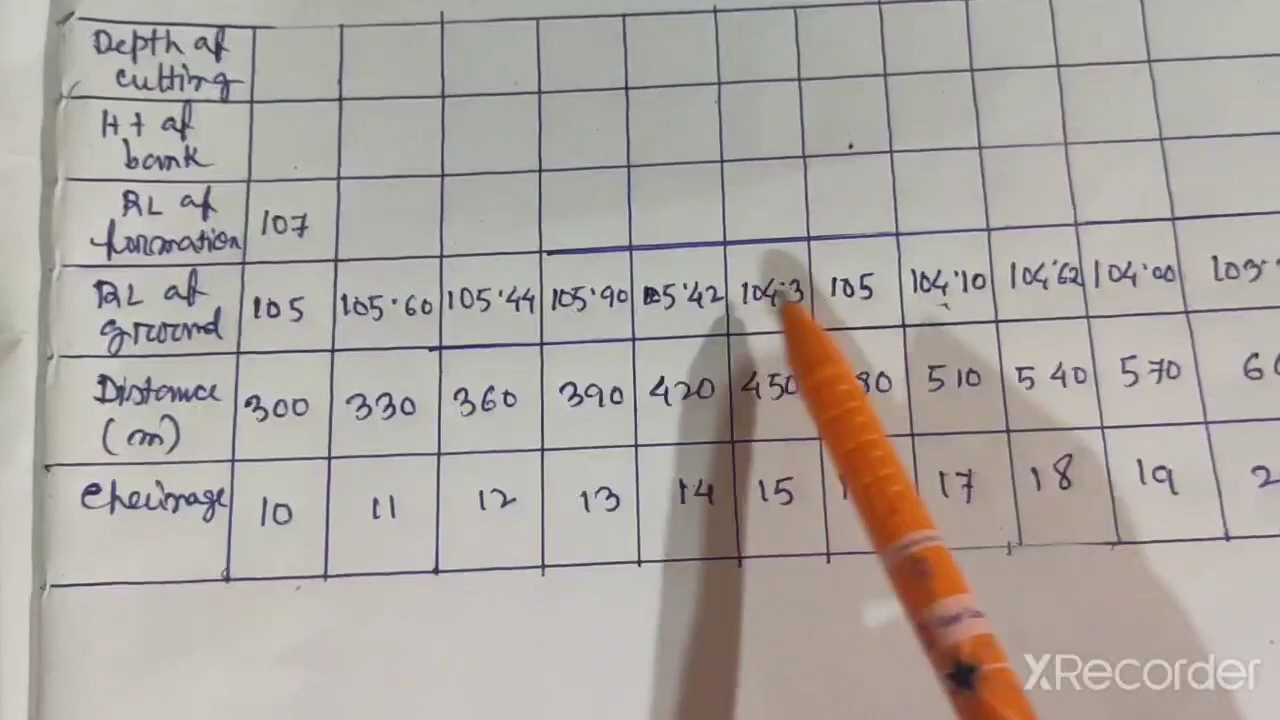 Depth of
cutting
Ht of
bank
RL of
formation 107
RL of
ground 105 105.60 105.44 105.90 105.42 104.3 105 104.10 104.62 104.00
Distance
(m) 300 330 360 390 420 450 510 540 570
Chainage 10 11 12 13 14 15 17 18 19
XRecorder